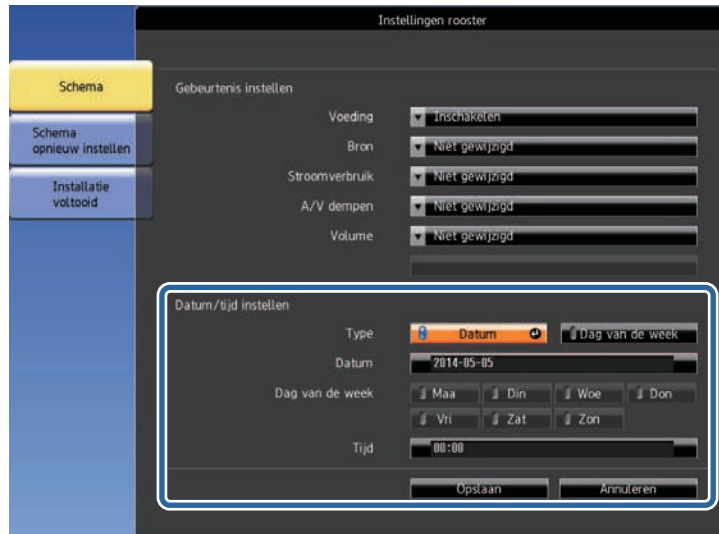 Instellingen rooster
Schema
Schema
opnieuw instellen
Installatie
voltooid
Gebeurtenis instellen
Voeding Inschakelen
Bron Niet gewijzigd
Stroomverbruik Niet gewijzigd
A/V dempen Niet gewijzigd
Volume Niet gewijzigd
Datum/tijd instellen
Type Datum Dag van de week
Datum 2014-05-05
Dag van de week Maa Din Woe Don
Vri Zat Zon
Tijd 00:00
Opslaan Annuleren